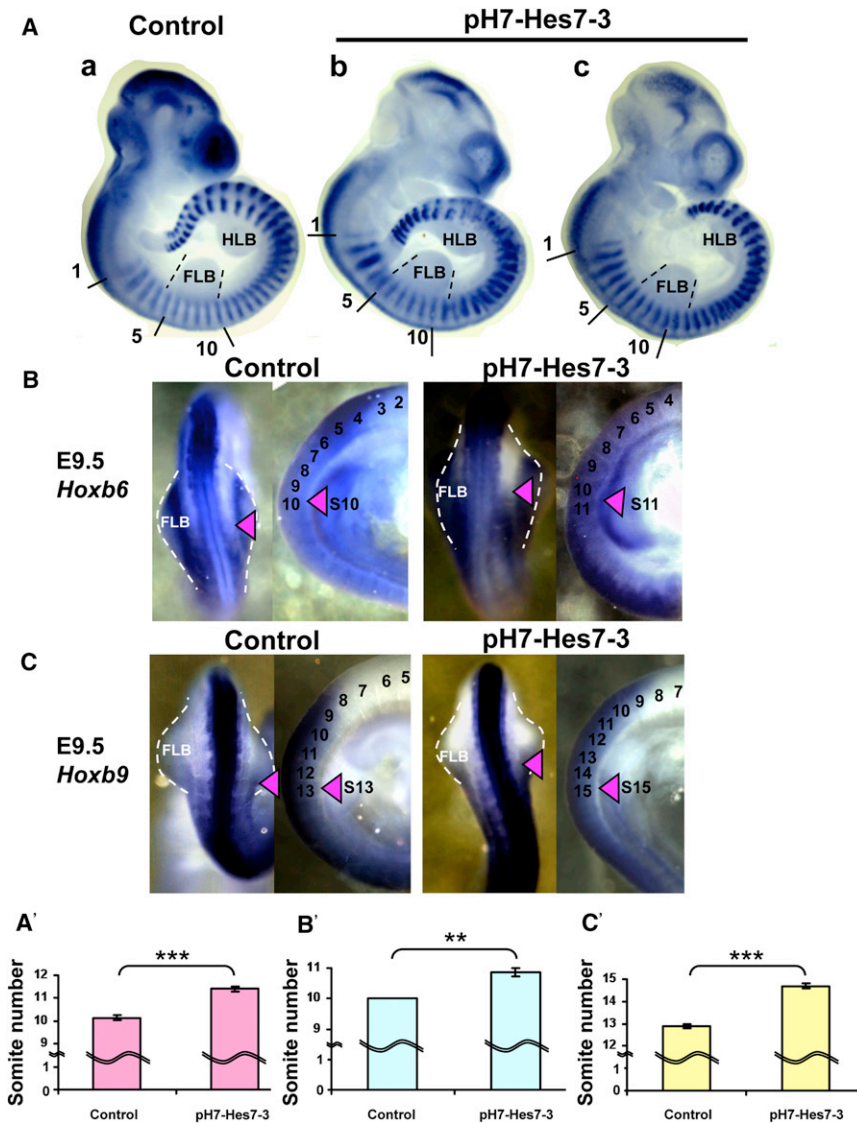 A
Control
pH7-Hes7-3
a
b
c
HLB
HLB
HLB
FLB
FLB
FLB
1
5
10
1
5
10
1
5
10
B
Control
pH7-Hes7-3
E9.5
Hoxb6
FLB
2
3
4
5
6
7
8
9
10
S10
FLB
4
5
6
7
8
9
10
11
S11
C
Control
pH7-Hes7-3
E9.5
Hoxb9
FLB
5
6
7
8
9
10
11
12
13
S13
FLB
7
8
9
10
11
12
13
14
15
S15
A'
***
Somite number
12
11
10
1
0
Control
pH7-Hes7-3
B'
**
Somite number
11
10
9
1
0
Control
pH7-Hes7-3
C'
***
Somite number
15
14
13
12
1
0
Control
pH7-Hes7-3